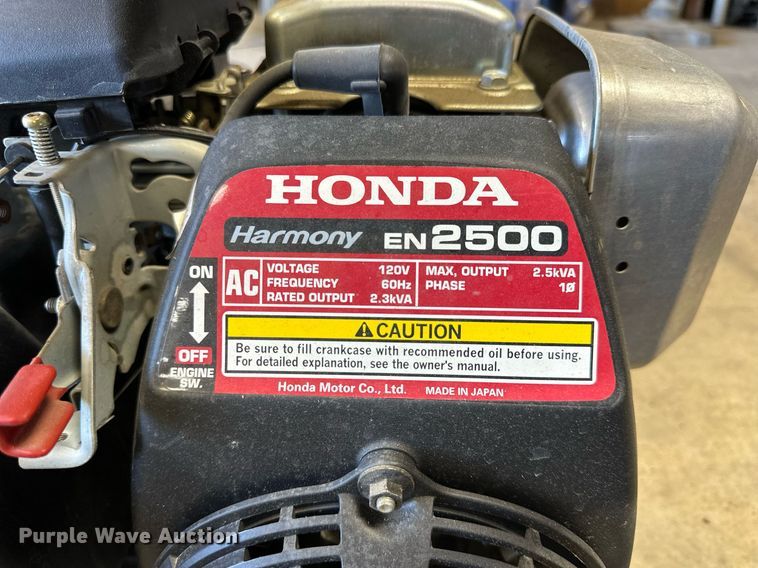 HONDA
Harmony EN2500
ON
OFF
ENGINE
SW.
AC
VOLTAGE 120V
FREQUENCY 60Hz
RATED OUTPUT 2.3kVA
MAX, OUTPUT 2.5kVA
PHASE 1Ø
CAUTION
Be sure to fill crankcase with recommended oil before using.
For detailed explanation, see the owner's manual.
Honda Motor Co., Ltd. MADE IN JAPAN
Purple Wave Auction